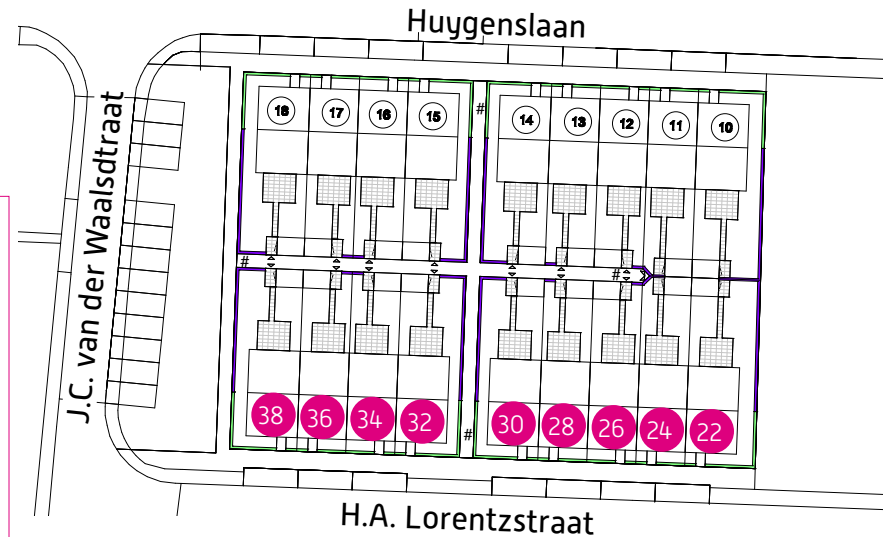 Huygenslaan
18 17 16 15 14 13 12 11 10
#
J.C. van der Waalsdtraat
# #
38 36 34 32 30 28 26 24 22
#
H.A. Lorentzstraat